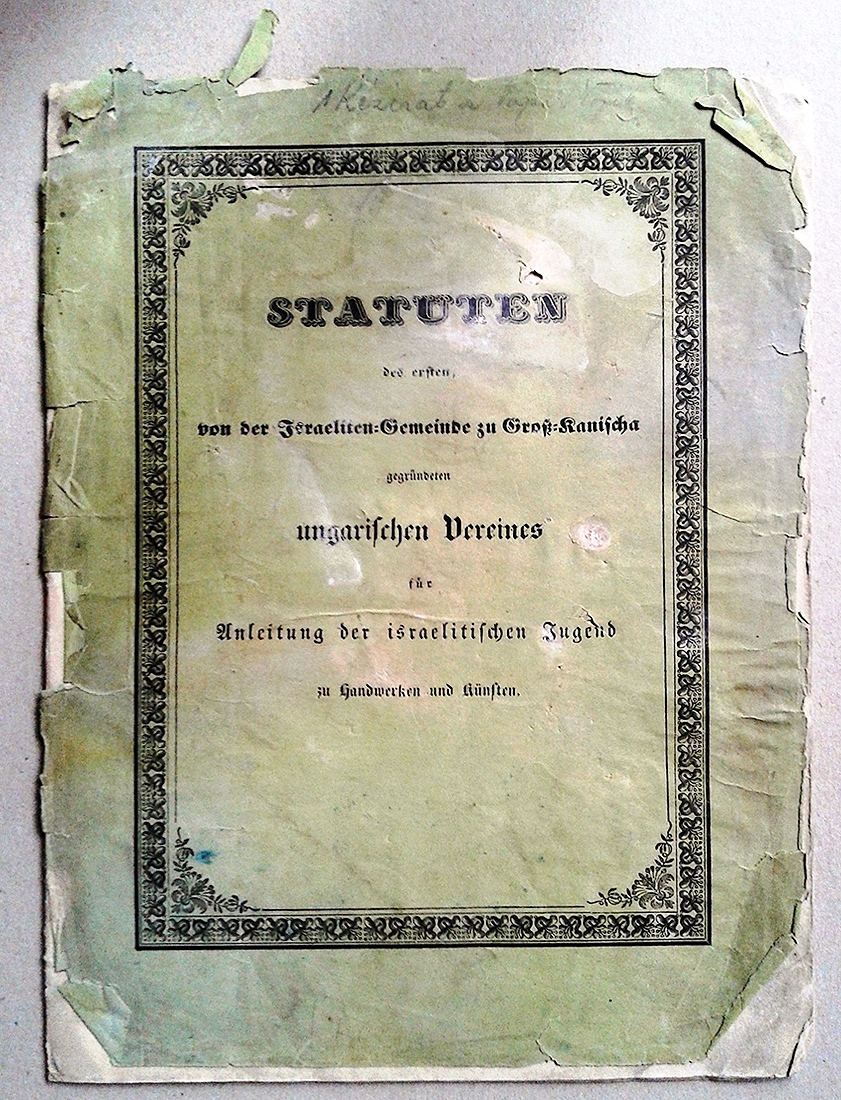 Kézirat a
STATUTEN
des ersten,
von der Israeliten-Gemeinde zu Groß-Kanischa
gegründeten
ungarischen Vereines
für
Anleitung der israelitischen Jugend
zu Handwerken und Künsten.